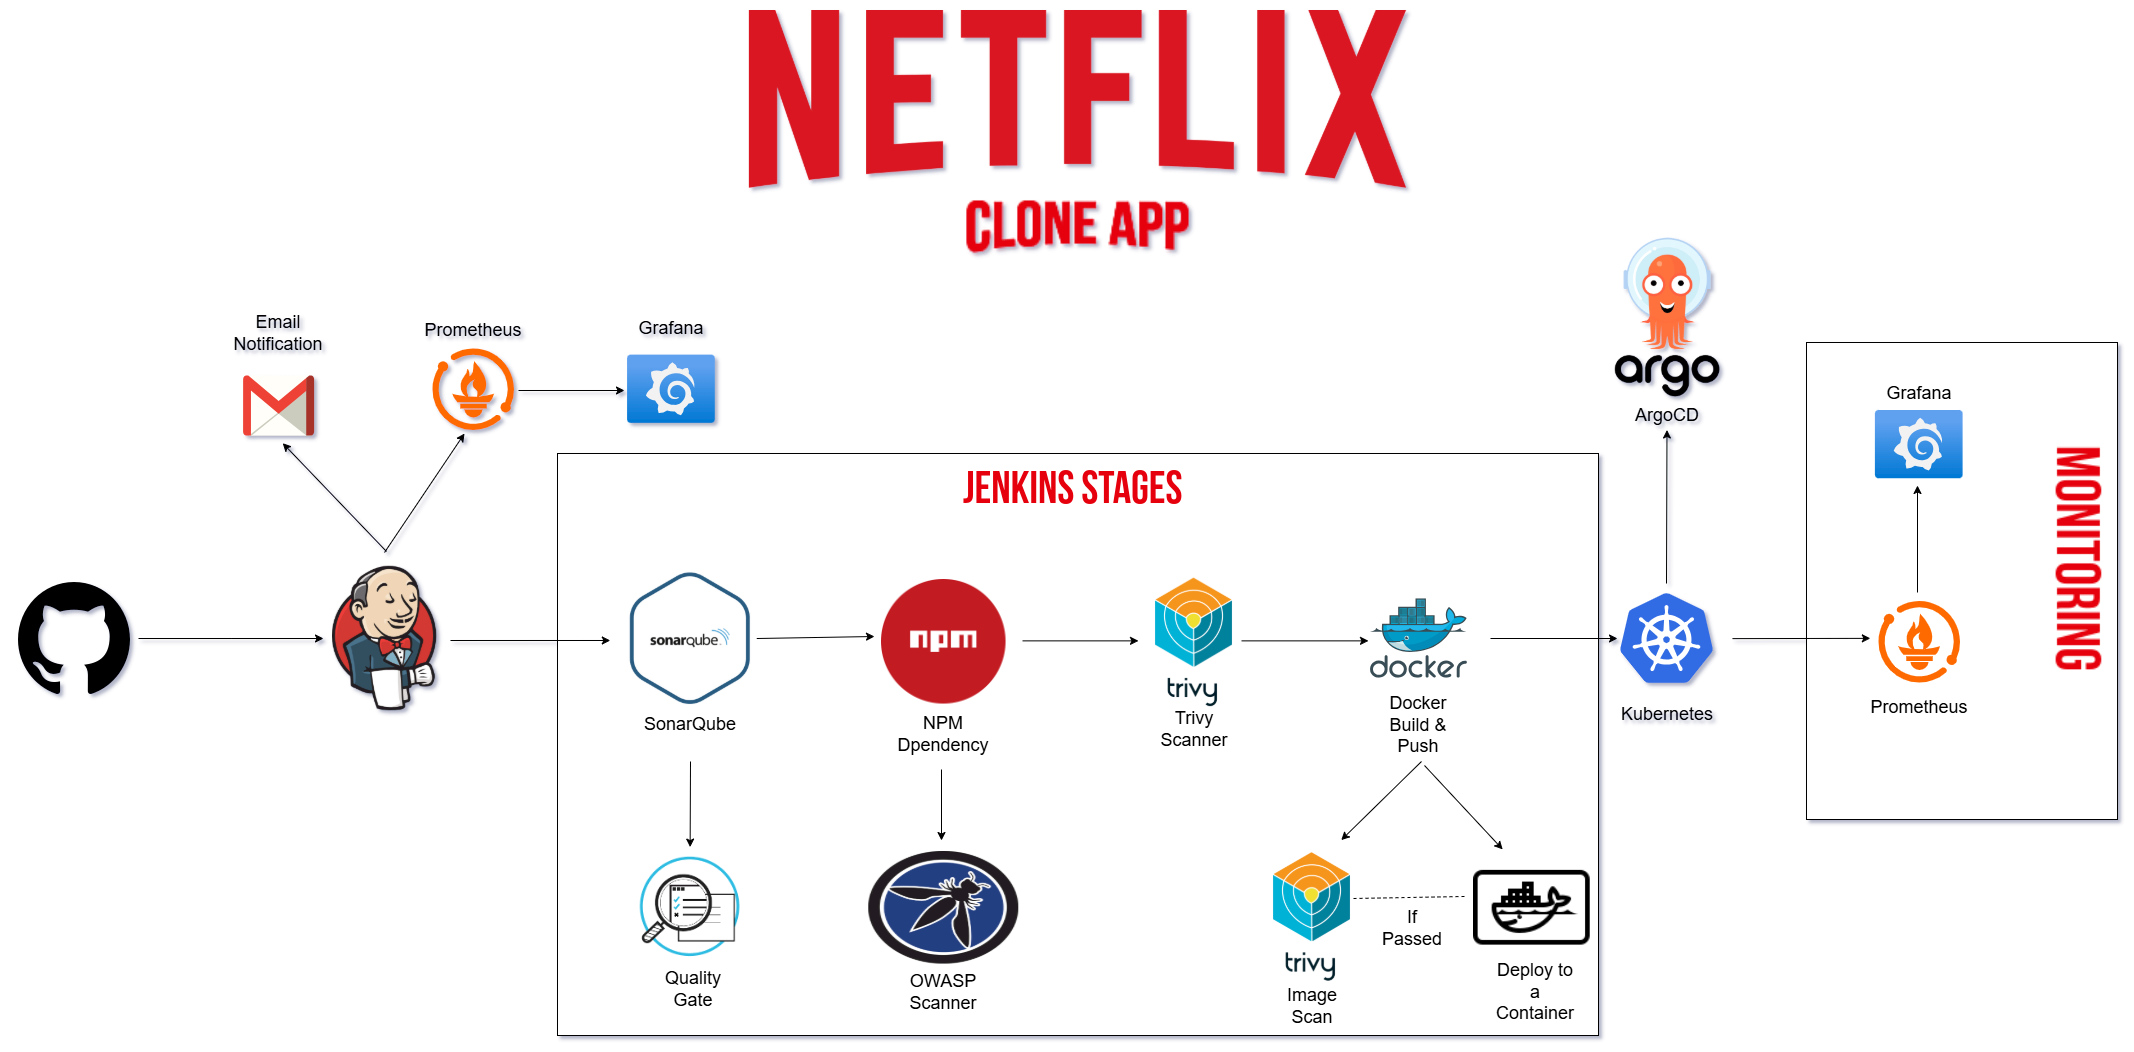 NETFLIX
CLONE APP
Email
Notification
Prometheus
Grafana
argo
ArgoCD
Grafana
MONITORING
JENKINS STAGES
sonarqube
SonarQube
npm
NPM
Dpendency
trivy
Trivy
Scanner
docker
Docker
Build &
Push
Kubernetes
Prometheus
Quality
Gate
OWASP
Scanner
trivy
Image
Scan
If
Passed
Deploy to
a
Container